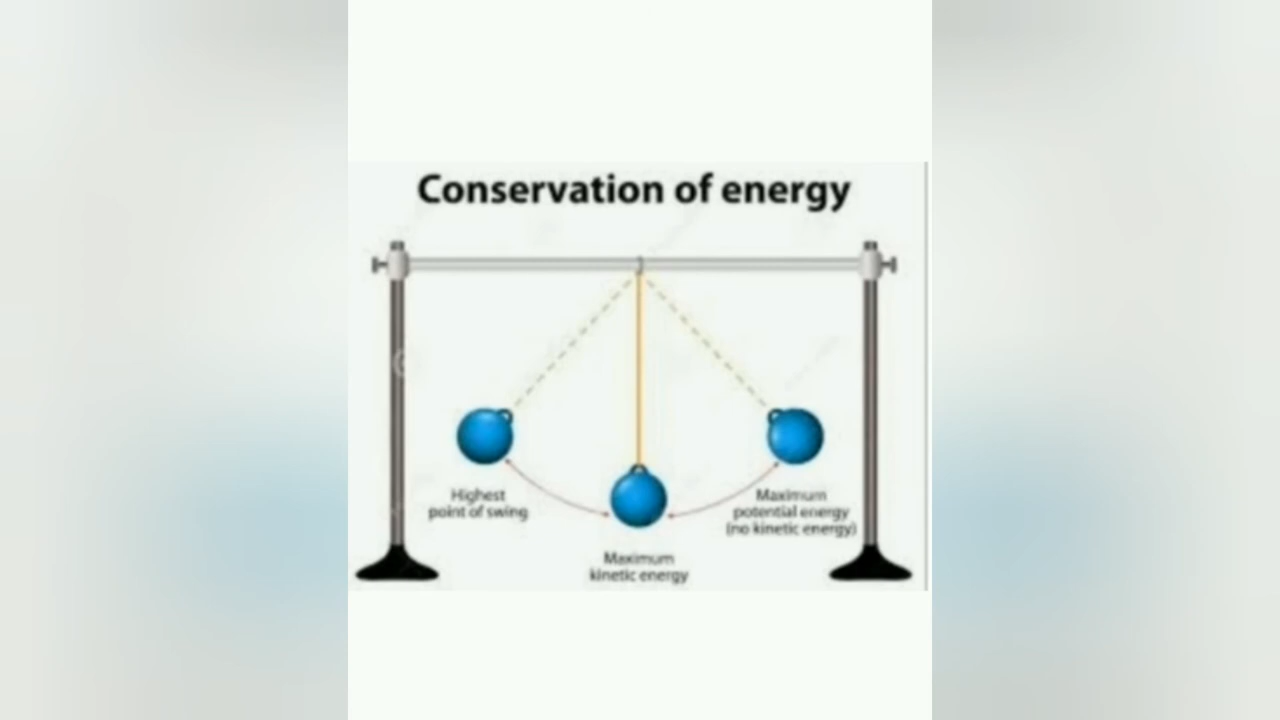 Conservation of energy
Highest
point of swing
Maximum
kinetic energy
Maximum
potential energy
(no kinetic energy)